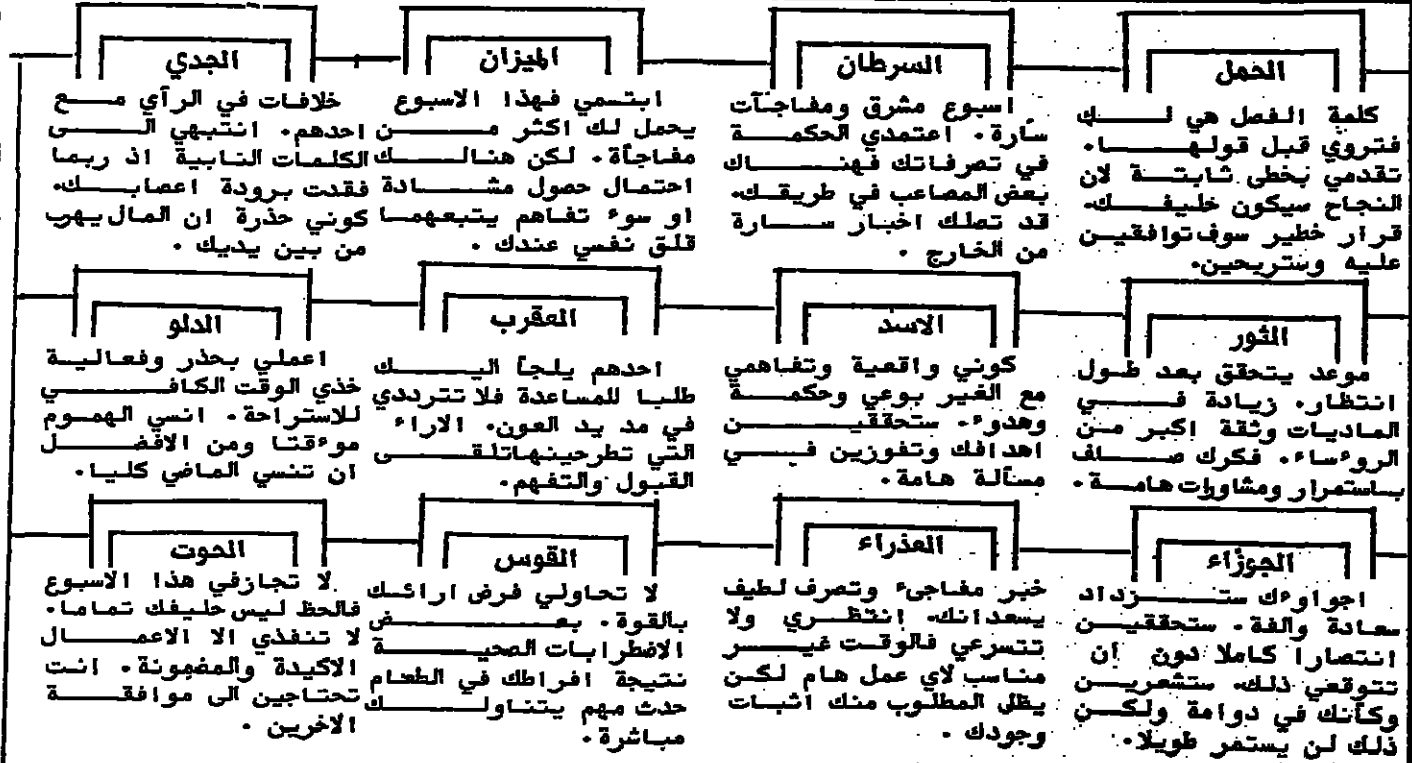 الحمل
كلمة الفصل هي لك
فتروي قبل قولها.
تقدمي بخطى ثابتة لان
النجاح سيكون حليفك.
قرار خطير سوف توافقين
عليه وستريحين.
الثور
موعد يتحقق بعد طول
انتظار. زيادة في
الماديات وثقة اكبر من
الروءساء. فكرك صاف
باستمرار ومشاورات هامة.
الجوزاء
اجواوءك ستزداد
سعادة والفة. ستحققين
انتصارا كاملا دون ان
تتوقعي ذلك. ستشعرين
وكأنك في دوامة ولكن
ذلك لن يستمر طويلا.
السرطان
اسبوع مشرق ومفاجآت
سارة. اعتمدي الحكمة
في تصرفاتك فهناك
بعض المصاعب في طريقك.
قد تصلك اخبار سارة
من الخارج.
الاسد
كوني واقعية وتفاهمي
مع الغير بوعي وحكمة
وهدوء. ستحققين
اهدافك وتفوزين في
مسألة هامة.
العذراء
خبر مفاجىء وتصرف لطيف
يسعدانك. انتظري ولا
تتسرعي فالوقت غير
مناسب لاي عمل هام لكن
يظل المطلوب منك اثبات
وجودك.
الميزان
ابتسمي فهذا الاسبوع
يحمل لك اكثر من
مفاجأة. لكن هنالك
احتمال حصول مشادة
او سوء تفاهم يتبعهما
قلق نفسي عندك.
العقرب
احدهم يلجأ اليك
طلبا للمساعدة فلا تترددي
في مد يد العون. الاراء
التي تطرحينها تلقى
القبول والتفهم.
القوس
لا تحاولي فرض ارائك
بالقوة. بعض
الاضطرابات الصحية
نتيجة افراطك في الطعام
حدث مهم يتناولك
مباشرة.
الجدي
خلافات في الرآي مع
احدهم. انتبهي الى
الكلمات النابية اذ ربما
فقدت برودة اعصابك.
كوني حذرة ان المال يهرب
من بين يديك.
الدلو
اعملي بحذر وفعالية
خذي الوقت الكافي
للاستراحة. انسي الهموم
موءقتا ومن الافضل
ان تنسي الماضي كليا.
الحوت
لا تجازفي هذا الاسبوع
فالحظ ليس حليفك تماما.
لا تنفذي الا الاعمال
الاكيدة والمضمونة. انت
تحتاجين الى موافقة
الاخرين.